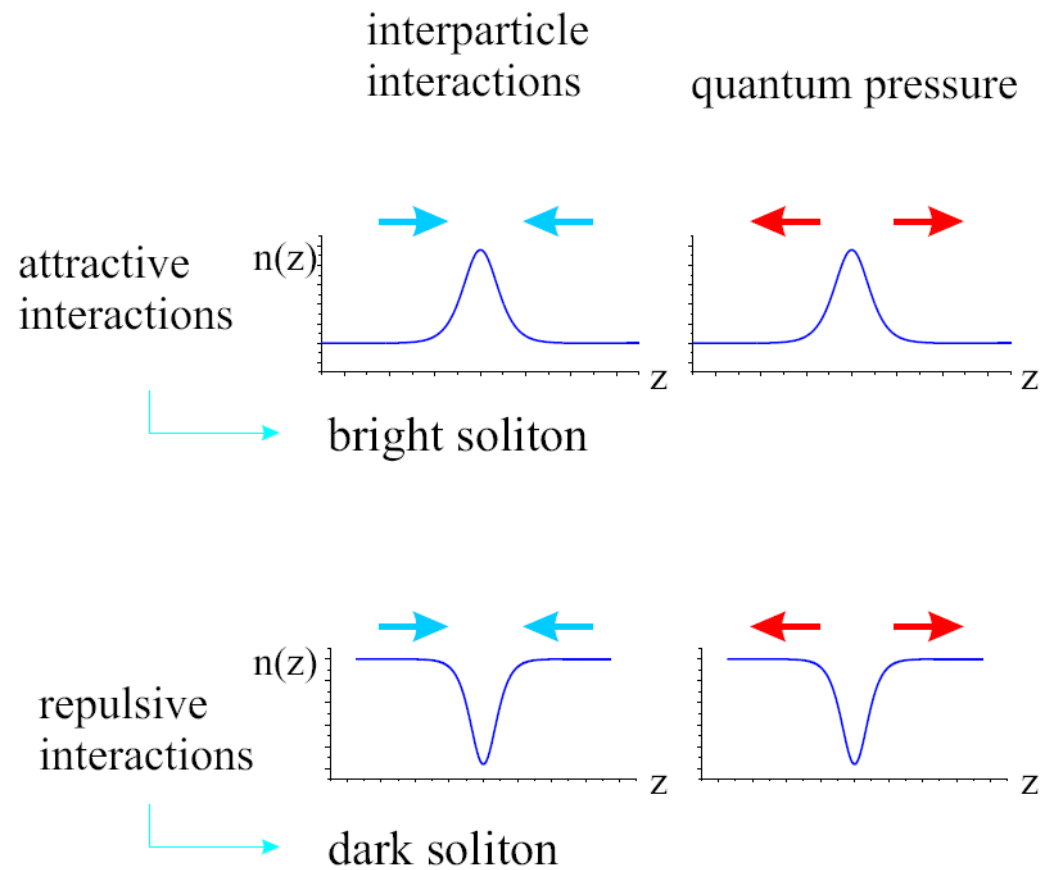 interparticle
interactions
quantum pressure
attractive
interactions
n(z)
z
z
bright soliton
repulsive
interactions
n(z)
z
z
dark soliton